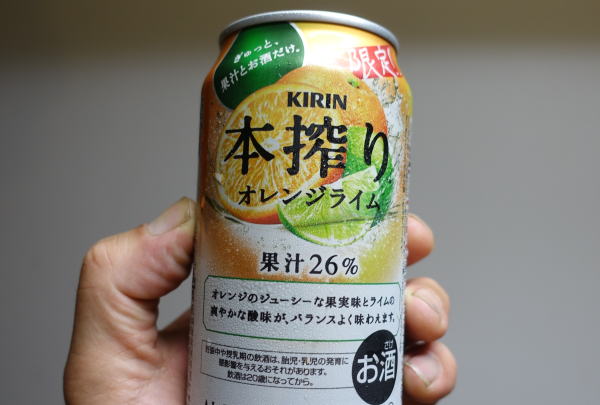 ぎゅっと、
果汁とお酒だけ。
限定!
KIRIN
本搾り
オレンジライム
果汁26%
オレンジのジューシーな果実味とライムの
爽やかな酸味が、バランスよく味わえます。
妊娠中や授乳期の飲酒は、胎児・乳児の発育に
悪影響を与えるおそれがあります。
飲酒は20歳になってから。
さけ
お酒